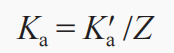 Kₐ = K′ₐ /Z